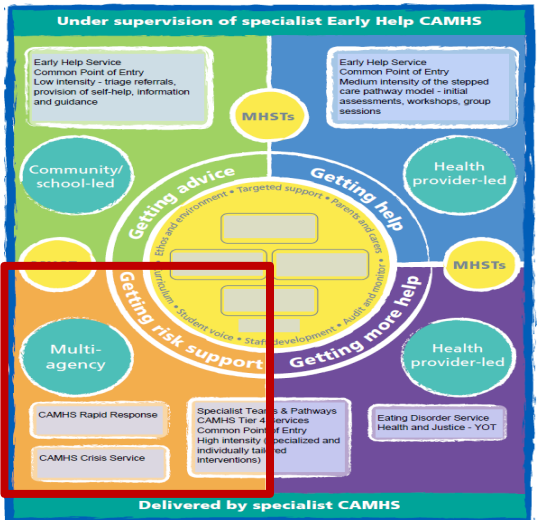 Under supervision of specialist Early Help CAMHS
Early Help Service
Common Point of Entry
Low intensity - triage referrals,
provision of self-help, information
and guidance
Early Help Service
Common Point of Entry
Medium intensity of the stepped
care pathway model - initial
assessments, workshops, group
sessions
MHSTs
Community/
school-led
Health
provider-led
Getting advice
Getting help
Ethos and environment • Targeted support • Parents and carers •
MHSTs
Curriculum • Student voice • Staff development • Audit and monitor •
Getting risk support
Getting more help
Multi-
agency
Health
provider-led
CAMHS Rapid Response
CAMHS Crisis Service
Specialist Teams & Pathways
CAMHS Tier 4 Services
Common Point of Entry
High intensity (specialized and
individually tailored
interventions)
Eating Disorder Service
Health and Justice - YOT
Delivered by specialist CAMHS